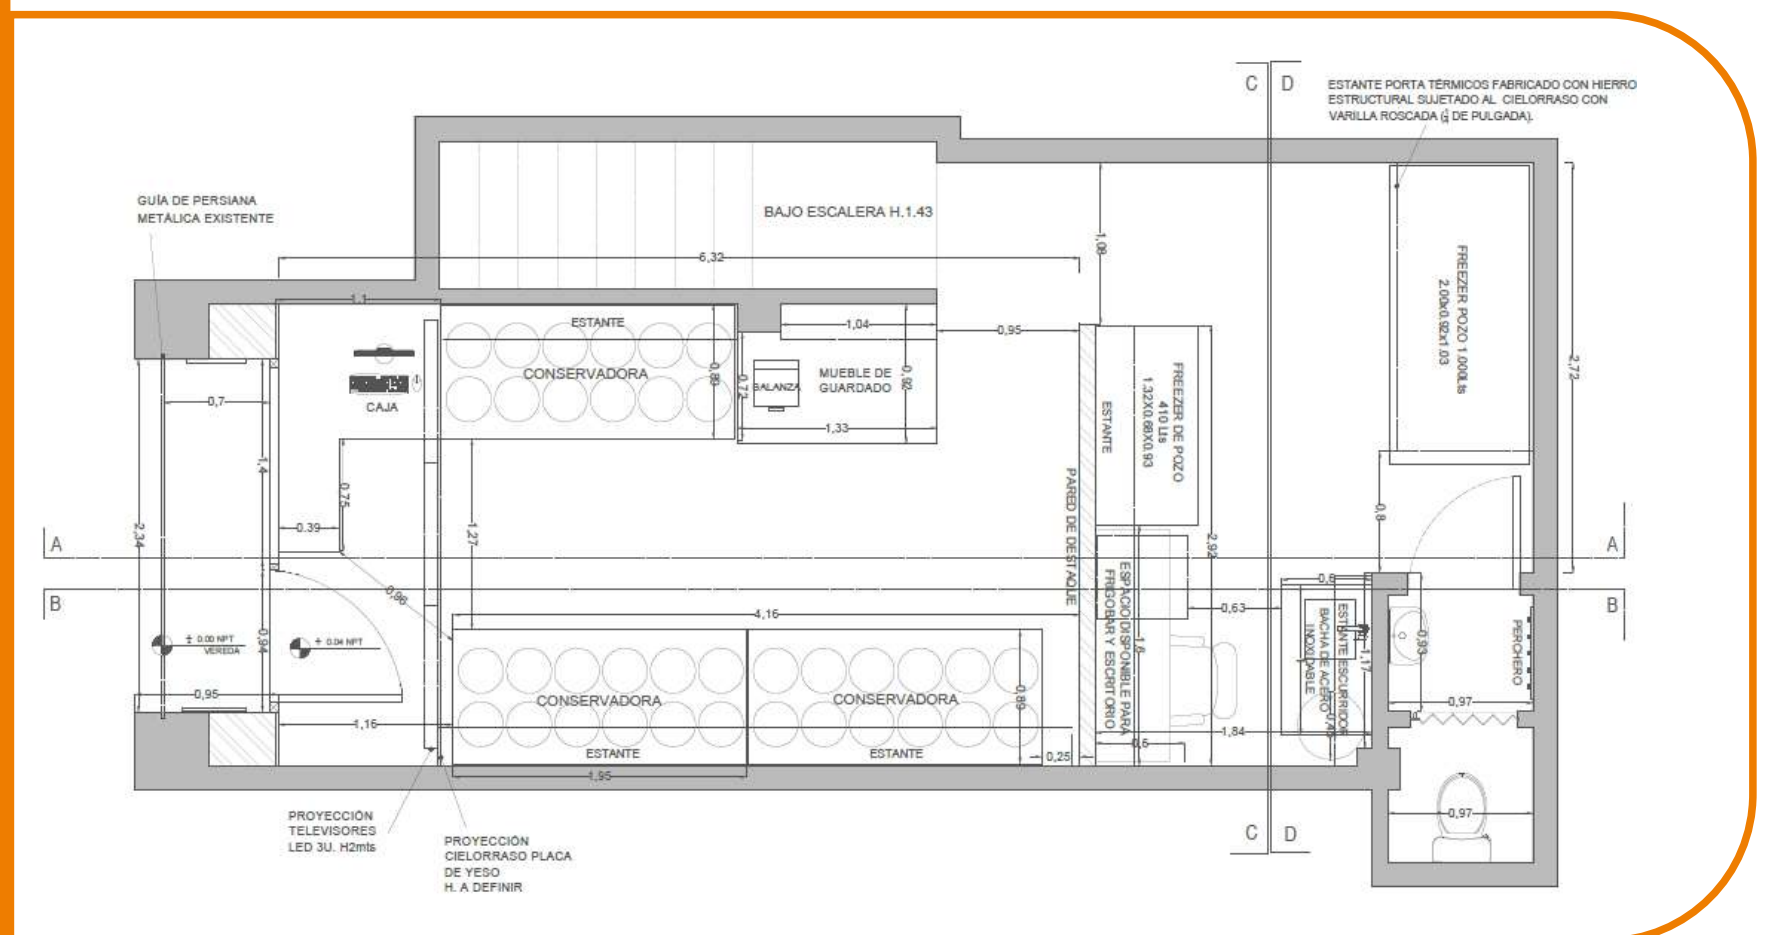 C
D
ESTANTE PORTA TÉRMICOS FABRICADO CON HIERRO
ESTRUCTURAL SUJETADO AL CIELORRASO CON
VARILLA ROSCADA (¾ DE PULGADA).
GUÍA DE PERSIANA
METÁLICA EXISTENTE
BAJO ESCALERA H.1.43
6,32
1,08
1,1
ESTANTE
CONSERVADORA
0,89
0,72
BALANZA
1,04
MUEBLE DE
GUARDADO
0,92
1,33
0,95
FREEZER POZO 1.000Lts
2.00x0.92x1.03
2,72
CAJA
0,7
1,4
0,75
0.39
2,34
1,27
PARED DE DESTAQUE
ESTANTE
FREEZER DE POZO
410 Lts
1.32X0.68X0.93
0,8
A
A
B
B
2,92
0,96
4,16
0,63
0,6
± 0.00 NPT
VEREDA
+ 0.04 NPT
0,94
0,95
1,16
CONSERVADORA
ESTANTE
CONSERVADORA
ESTANTE
0,89
0,25
1,95
ESPACIO DISPONIBLE PARA
FRIGOBAR Y ESCRITORIO
1,6
0,6
1,84
ESTANTE ESCURRIDOR
BACHA DE ACERO
INOXIDABLE
1,17
0,93
PERCHERO
0,97
0,97
PROYECCIÓN
TELEVISORES
LED 3U. H2mts
PROYECCIÓN
CIELORRASO PLACA
DE YESO
H. A DEFINIR
C
D